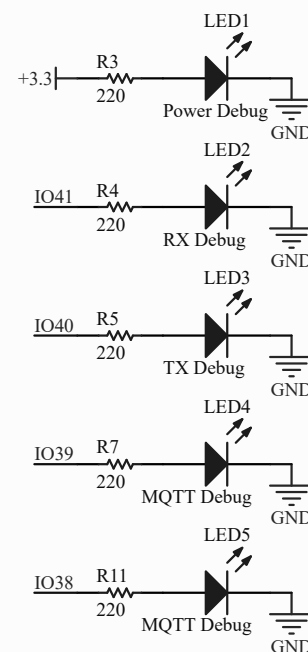 LED1
+3.3 R3
220
Power Debug
GND
LED2
IO41 R4
220
RX Debug
GND
LED3
IO40 R5
220
TX Debug
GND
LED4
IO39 R7
220
MQTT Debug
GND
LED5
IO38 R11
220
MQTT Debug
GND